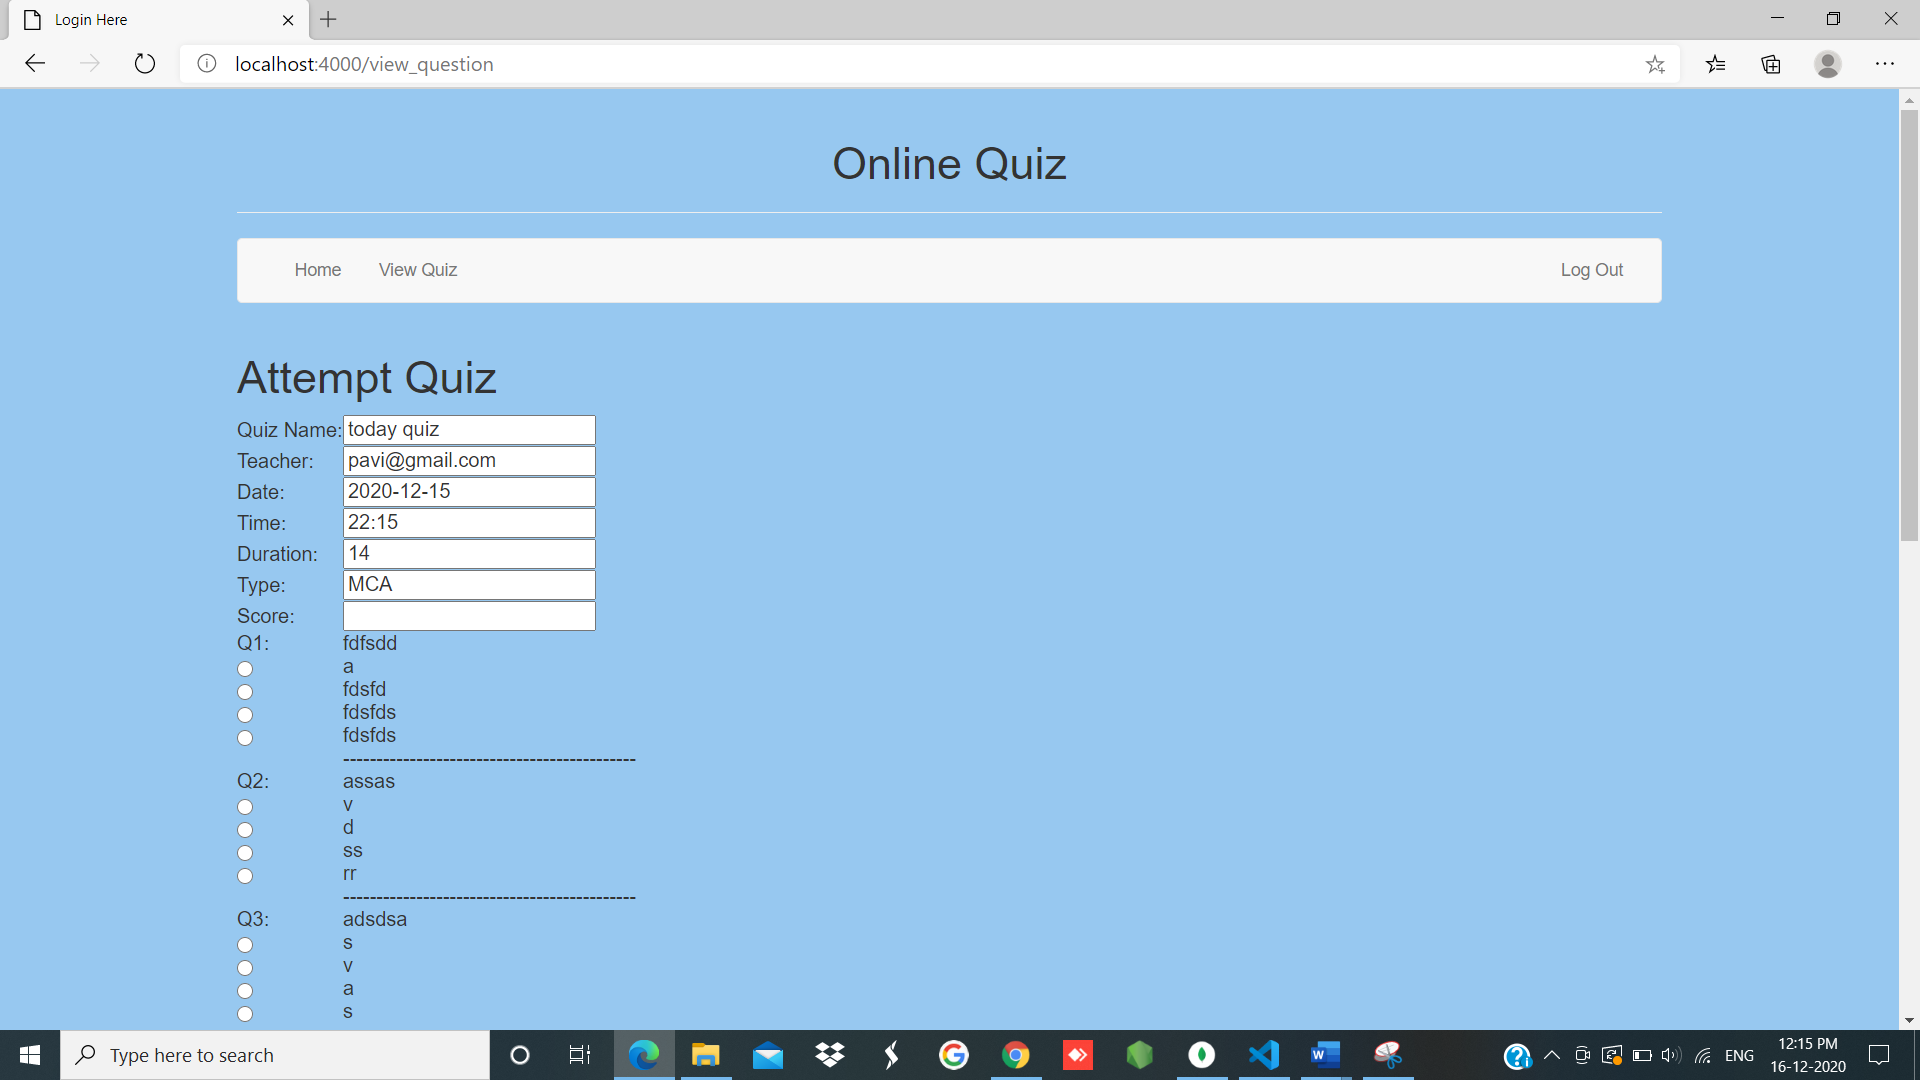 Login Here
localhost:4000/view_question
Online Quiz
Home View Quiz Log Out
Attempt Quiz
Quiz Name: today quiz
Teacher: pavi@gmail.com
Date: 2020-12-15
Time: 22:15
Duration: 14
Type: MCA
Score:
Q1: fdfsdd
a
fdsfd
fdsfds
fdsfds
--------------------------------------------
Q2: assas
v
d
ss
rr
--------------------------------------------
Q3: adsdsa
s
v
a
s
Type here to search
ENG
12:15 PM
16-12-2020